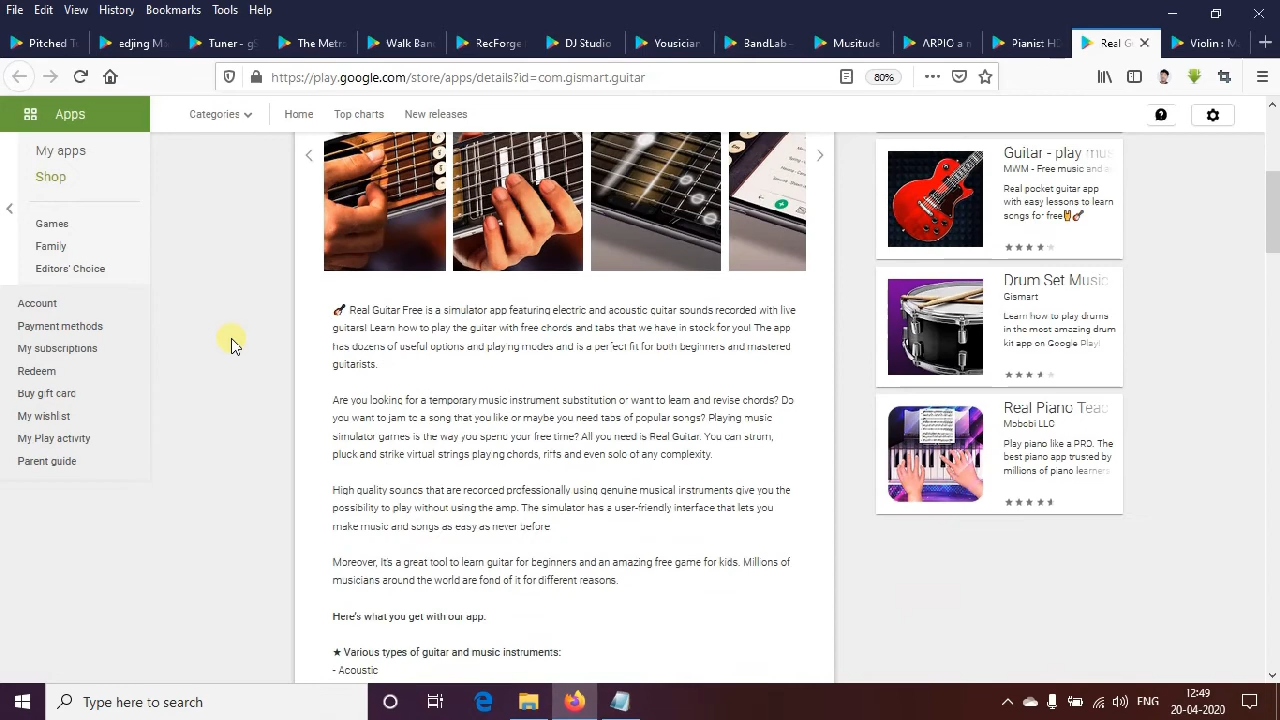 File Edit View History Bookmarks Tools Help
Pitched T
edjing M
Tuner - gS
The Metr
Walk Ba
RecForge
DJ Studio
Yousician
BandLab -
Musitude
ARPIO a n
Pianist HD
Real G
Violin : M
https://play.google.com/store/apps/details?id=com.gismart.guitar
80%
Apps
Categories Home Top charts New releases
My apps
Shop
Games
Family
Editors' Choice
Account
Payment methods
My subscriptions
Redeem
Buy gift card
My wishlist
My Play activity
Parent guide
🎸 Real Guitar Free is a simulator app featuring electric and acoustic guitar sounds recorded with live
guitars! Learn how to play the guitar with free chords and tabs that we have in stock for you! The app
has dozens of useful options and playing modes and is a perfect fit for both beginners and mastered
guitarists.
Are you looking for a temporary music instrument substitution or want to learn and revise chords? Do
you want to jam to a song that you like or maybe you need tabs of popular songs? Playing music
simulator games is the way you spend your free time? All you need is Real Guitar. You can strum,
pluck and strike virtual strings playing chords, riffs and even solo of any complexity.
High quality sounds that are recorded professionally using genuine musical instruments give you the
possibility to play without using the amp. The simulator has a user-friendly interface that lets you
make music and songs as easy as never before.
Moreover, It's a great tool to learn guitar for beginners and an amazing free game for kids. Millions of
musicians around the world are fond of it for different reasons.
Here's what you get with our app:
★ Various types of guitar and music instruments:
- Acoustic
Guitar - play mus
MWM - Free music and a
Real pocket guitar app
with easy lessons to learn
songs for free🤘🎸
Drum Set Music
Gismart
Learn how to play drums
in the most amazing drum
kit app on Google Play!
Real Piano Teac
Mobobi LLC
Play piano like a PRO. The
best piano app trusted by
millions of piano learners
Type here to search
ENG
12:49
20-04-2020